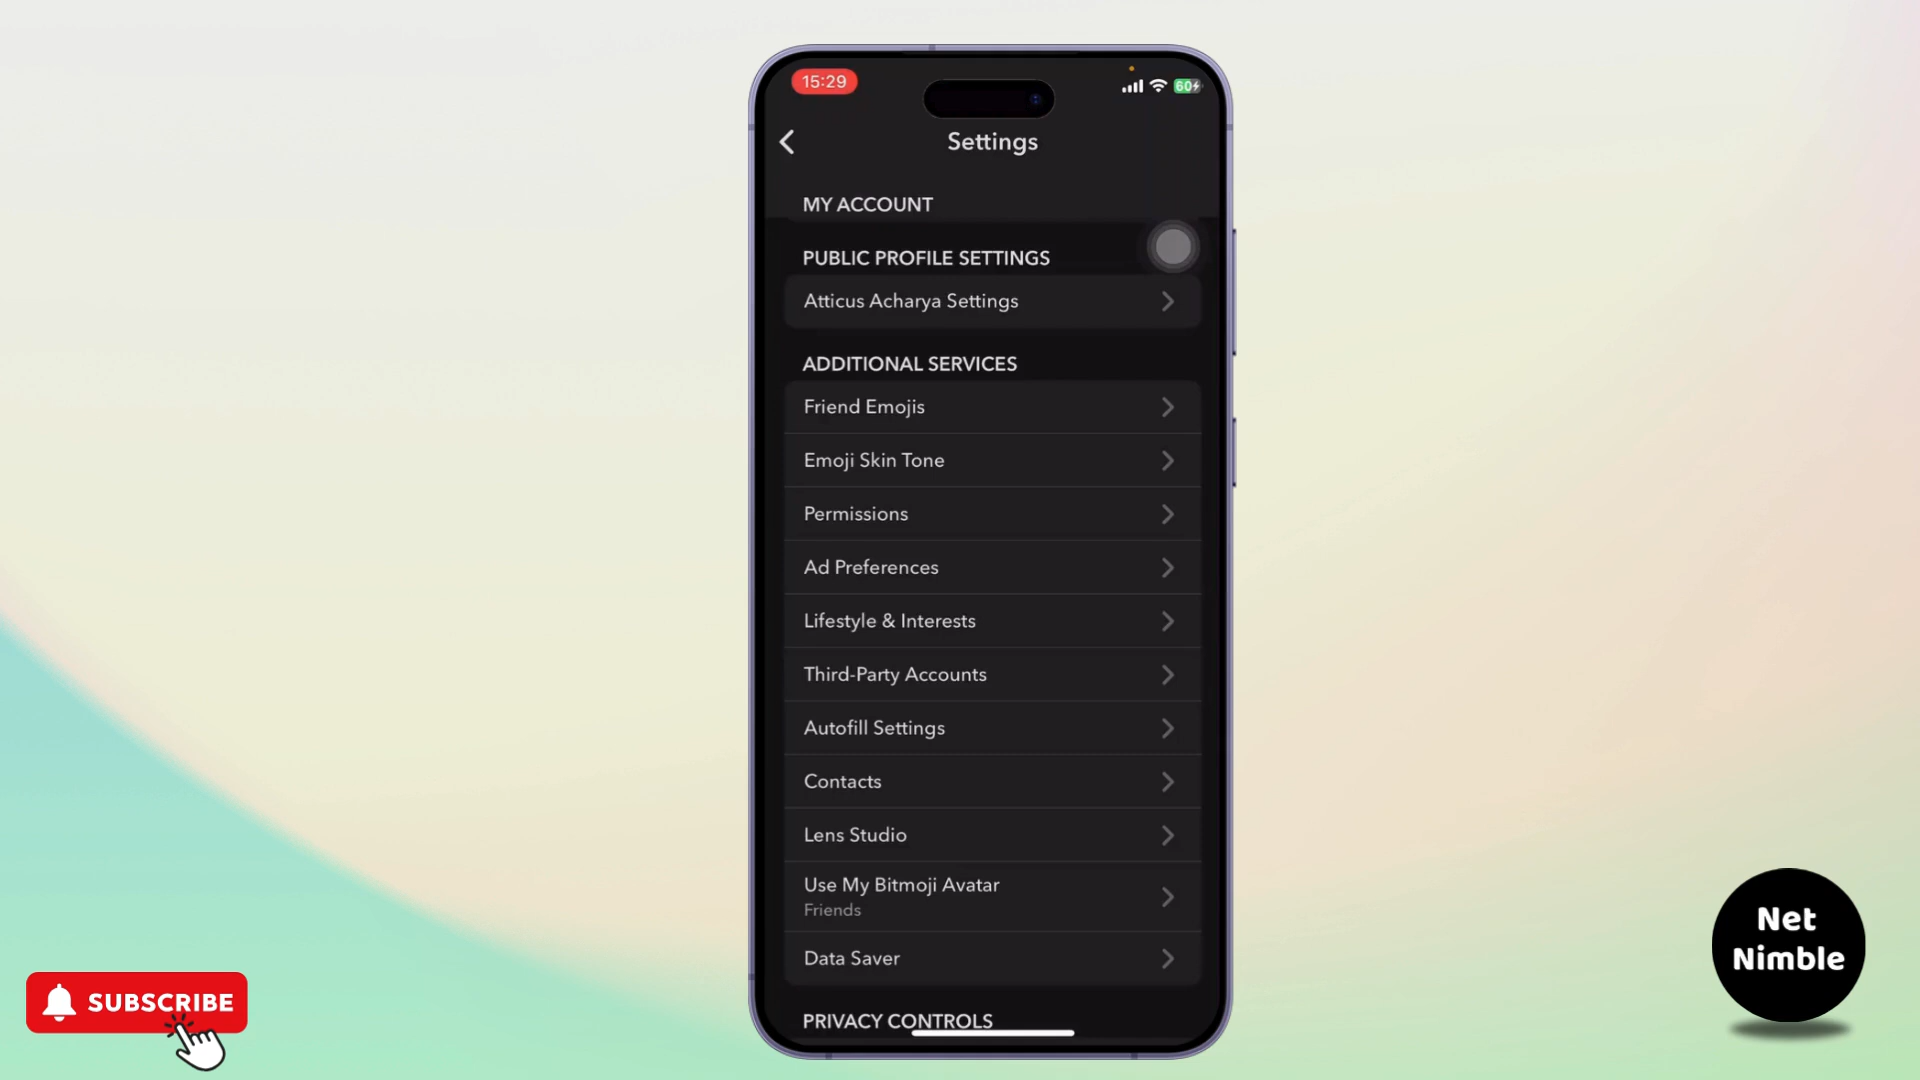 15:29
60
Settings
MY ACCOUNT
PUBLIC PROFILE SETTINGS
Atticus Acharya Settings
ADDITIONAL SERVICES
Friend Emojis
Emoji Skin Tone
Permissions
Ad Preferences
Lifestyle & Interests
Third-Party Accounts
Autofill Settings
Contacts
Lens Studio
Use My Bitmoji Avatar
Friends
Data Saver
PRIVACY CONTROLS
SUBSCRIBE
Net
Nimble